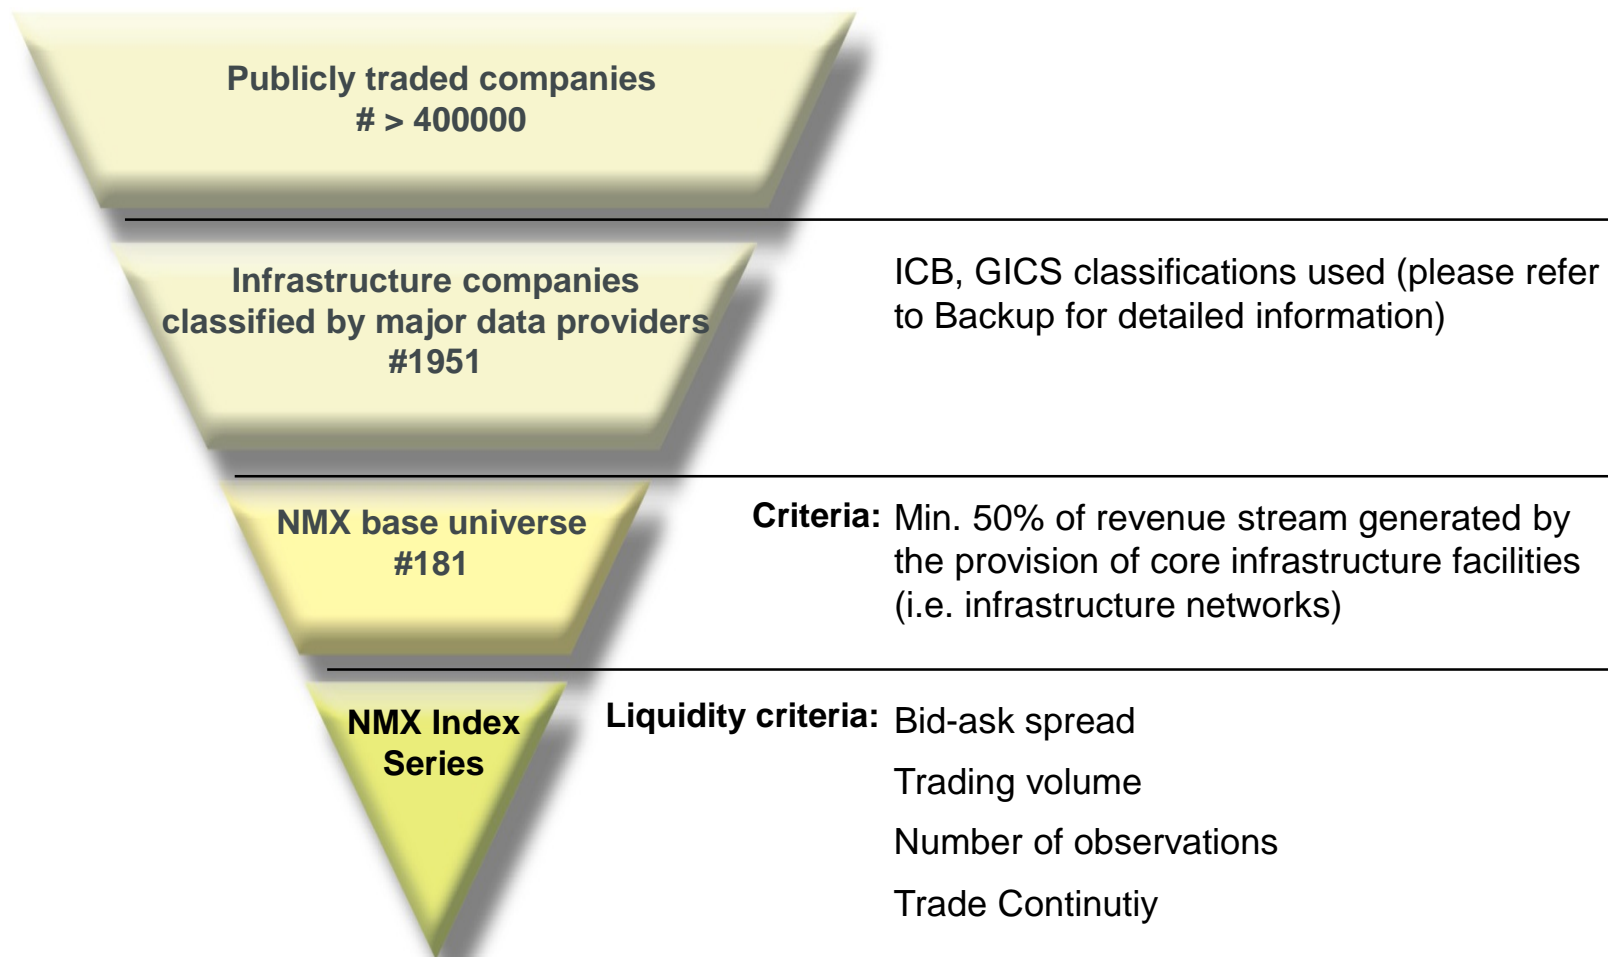 Publicly traded companies
# > 400000
Infrastructure companies
classified by major data providers
#1951
ICB, GICS classifications used (please refer
to Backup for detailed information)
NMX base universe
#181
Criteria: Min. 50% of revenue stream generated by
the provision of core infrastructure facilities
(i.e. infrastructure networks)
NMX Index
Series
Liquidity criteria: Bid-ask spread
Trading volume
Number of observations
Trade Continutiy